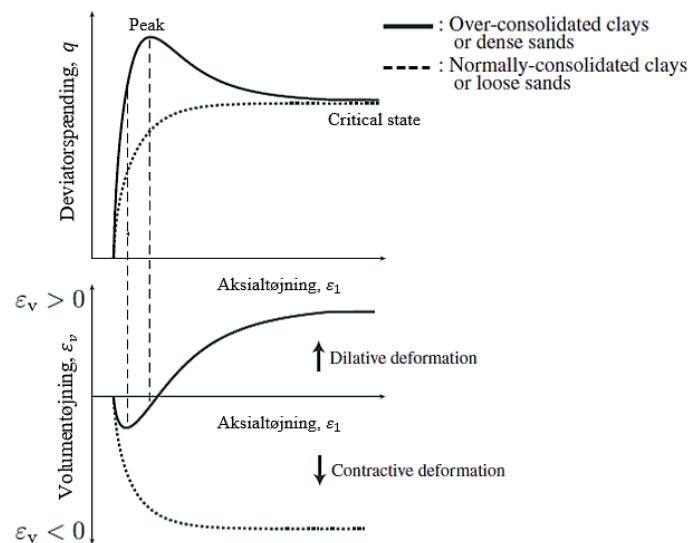 Peak
: Over-consolidated clays
or dense sands
: Normally-consolidated clays
or loose sands
Deviatorspænding, q
Critical state
Aksialtøjning, ε₁
εᵥ > 0
Volumentøjning, εᵥ
Dilative deformation
Aksialtøjning, ε₁
Contractive deformation
εᵥ < 0